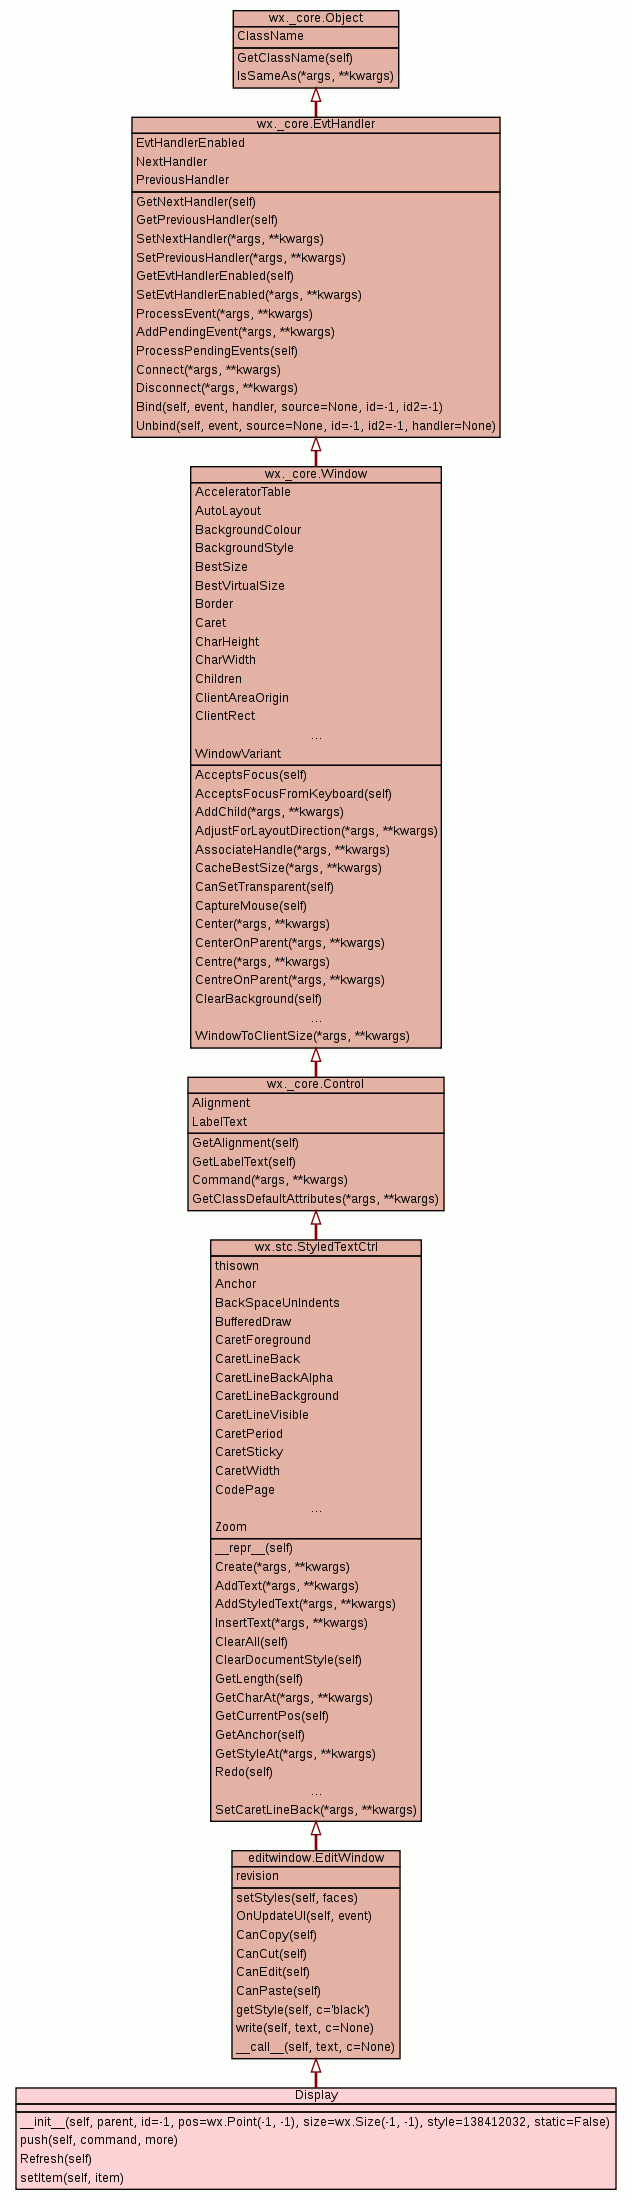 wx._core.Object
ClassName
GetClassName(self)
IsSameAs(*args, **kwargs)
wx._core.EvtHandler
EvtHandlerEnabled
NextHandler
PreviousHandler
GetNextHandler(self)
GetPreviousHandler(self)
SetNextHandler(*args, **kwargs)
SetPreviousHandler(*args, **kwargs)
GetEvtHandlerEnabled(self)
SetEvtHandlerEnabled(*args, **kwargs)
ProcessEvent(*args, **kwargs)
AddPendingEvent(*args, **kwargs)
ProcessPendingEvents(self)
Connect(*args, **kwargs)
Disconnect(*args, **kwargs)
Bind(self, event, handler, source=None, id=-1, id2=-1)
Unbind(self, event, source=None, id=-1, id2=-1, handler=None)
wx._core.Window
AcceleratorTable
AutoLayout
BackgroundColour
BackgroundStyle
BestSize
BestVirtualSize
Border
Caret
CharHeight
CharWidth
Children
ClientAreaOrigin
ClientRect
...
WindowVariant
AcceptsFocus(self)
AcceptsFocusFromKeyboard(self)
AddChild(*args, **kwargs)
AdjustForLayoutDirection(*args, **kwargs)
AssociateHandle(*args, **kwargs)
CacheBestSize(*args, **kwargs)
CanSetTransparent(self)
CaptureMouse(self)
Center(*args, **kwargs)
CenterOnParent(*args, **kwargs)
Centre(*args, **kwargs)
CentreOnParent(*args, **kwargs)
ClearBackground(self)
...
WindowToClientSize(*args, **kwargs)
wx._core.Control
Alignment
LabelText
GetAlignment(self)
GetLabelText(self)
Command(*args, **kwargs)
GetClassDefaultAttributes(*args, **kwargs)
wx.stc.StyledTextCtrl
thisown
Anchor
BackSpaceUnIndents
BufferedDraw
CaretForeground
CaretLineBack
CaretLineBackAlpha
CaretLineBackground
CaretLineVisible
CaretPeriod
CaretSticky
CaretWidth
CodePage
...
Zoom
__repr__(self)
Create(*args, **kwargs)
AddText(*args, **kwargs)
AddStyledText(*args, **kwargs)
InsertText(*args, **kwargs)
ClearAll(self)
ClearDocumentStyle(self)
GetLength(self)
GetCharAt(*args, **kwargs)
GetCurrentPos(self)
GetAnchor(self)
GetStyleAt(*args, **kwargs)
Redo(self)
...
SetCaretLineBack(*args, **kwargs)
editwindow.EditWindow
revision
setStyles(self, faces)
OnUpdateUI(self, event)
CanCopy(self)
CanCut(self)
CanEdit(self)
CanPaste(self)
getStyle(self, c='black')
write(self, text, c=None)
__call__(self, text, c=None)
Display
__init__(self, parent, id=-1, pos=wx.Point(-1, -1), size=wx.Size(-1, -1), style=138412032, static=False)
push(self, command, more)
Refresh(self)
setItem(self, item)